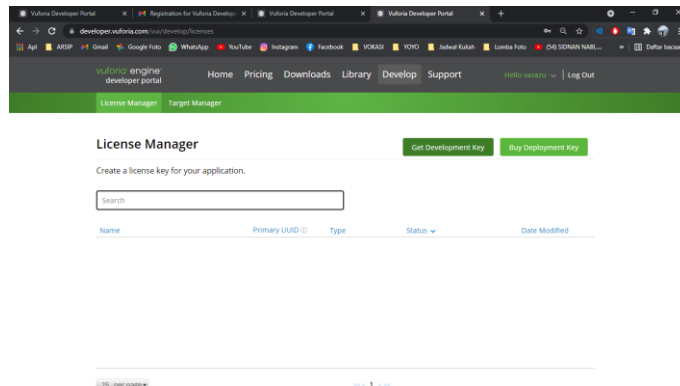 Vuforia Developer Portal
Registration for Vuforia Develop
Vuforia Developer Portal
Vuforia Developer Portal
developer.vuforia.com/vui/develop/licenses
Apl
ARSIP
Gmail
Google Foto
WhatsApp
YouTube
Instagram
Facebook
VOKASI
YOYO
Jadwal Kuliah
Lomba Foto
(54) SIDNAN NABI,...
»
Daftar bacaa
vuforia engine
developer portal
Home Pricing Downloads Library Develop Support
Hello vazaru | Log Out
License Manager Target Manager
License Manager
Get Development Key
Buy Deployment Key
Create a license key for your application.
Search
Name Primary UUID Type Status Date Modified
25 per page
1